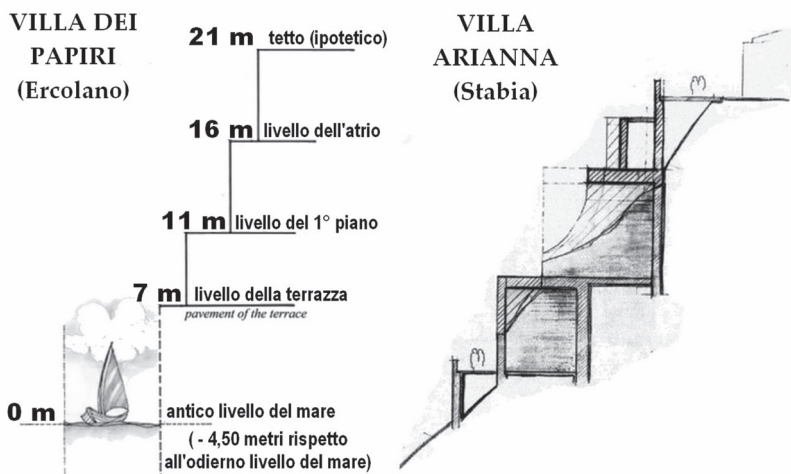 VILLA DEI
PAPIRI
(Ercolano)
21 m tetto (ipotetico)
16 m livello dell'atrio
11 m livello del 1° piano
7 m livello della terrazza
pavement of the terrace
0 m antico livello del mare
( - 4,50 metri rispetto
all'odierno livello del mare)
VILLA
ARIANNA
(Stabia)